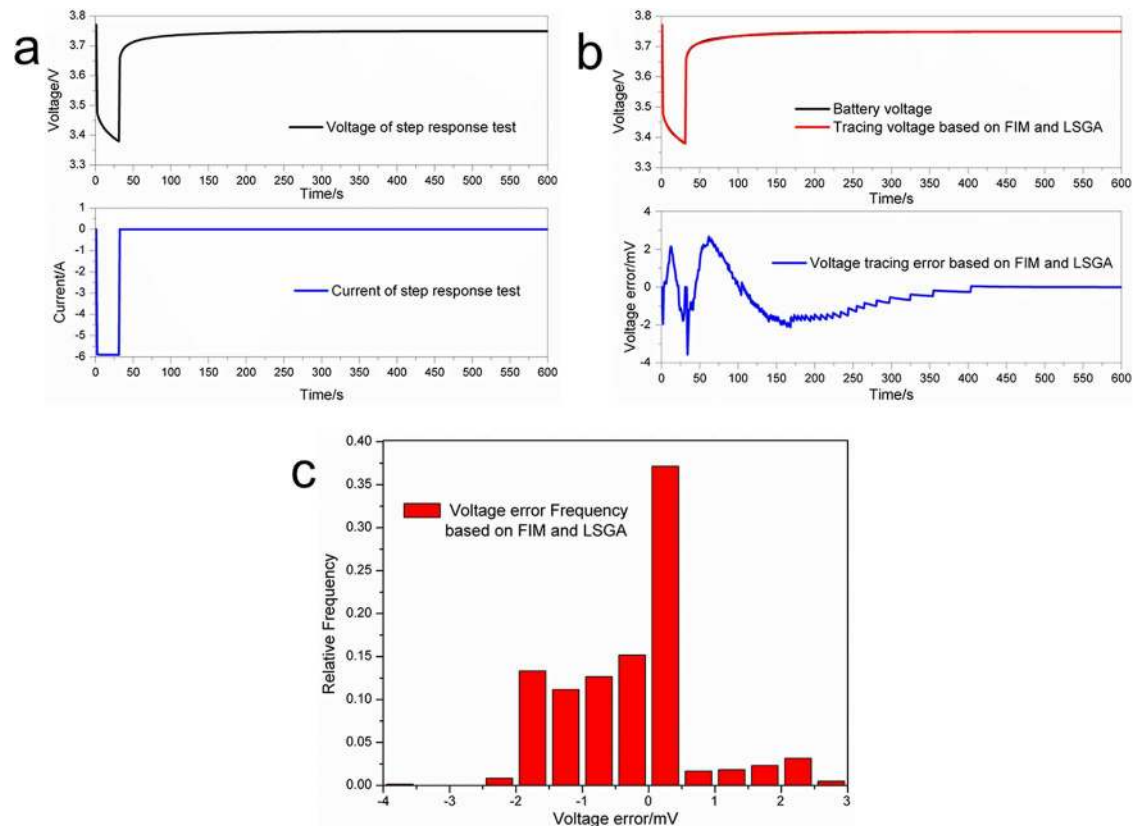 a
3.8
3.7
3.6
3.5
3.4
3.3
Voltage/V
Voltage of step response test
0 50 100 150 200 250 300 350 400 450 500 550 600
Time/s
0
-1
-2
-3
-4
-5
-6
Current/A
Current of step response test
0 50 100 150 200 250 300 350 400 450 500 550 600
Time/s
b
3.8
3.7
3.6
3.5
3.4
3.3
Voltage/V
Battery voltage
Tracing voltage based on FIM and LSGA
0 50 100 150 200 250 300 350 400 450 500 550 600
Time/s
4
2
0
-2
-4
Voltage error/mV
Voltage tracing error based on FIM and LSGA
0 50 100 150 200 250 300 350 400 450 500 550 600
Time/s
c
0.40
0.35
0.30
0.25
0.20
0.15
0.10
0.05
0.00
Relative Frequency
Voltage error Frequency
based on FIM and LSGA
-4 -3 -2 -1 0 1 2 3
Voltage error/mV